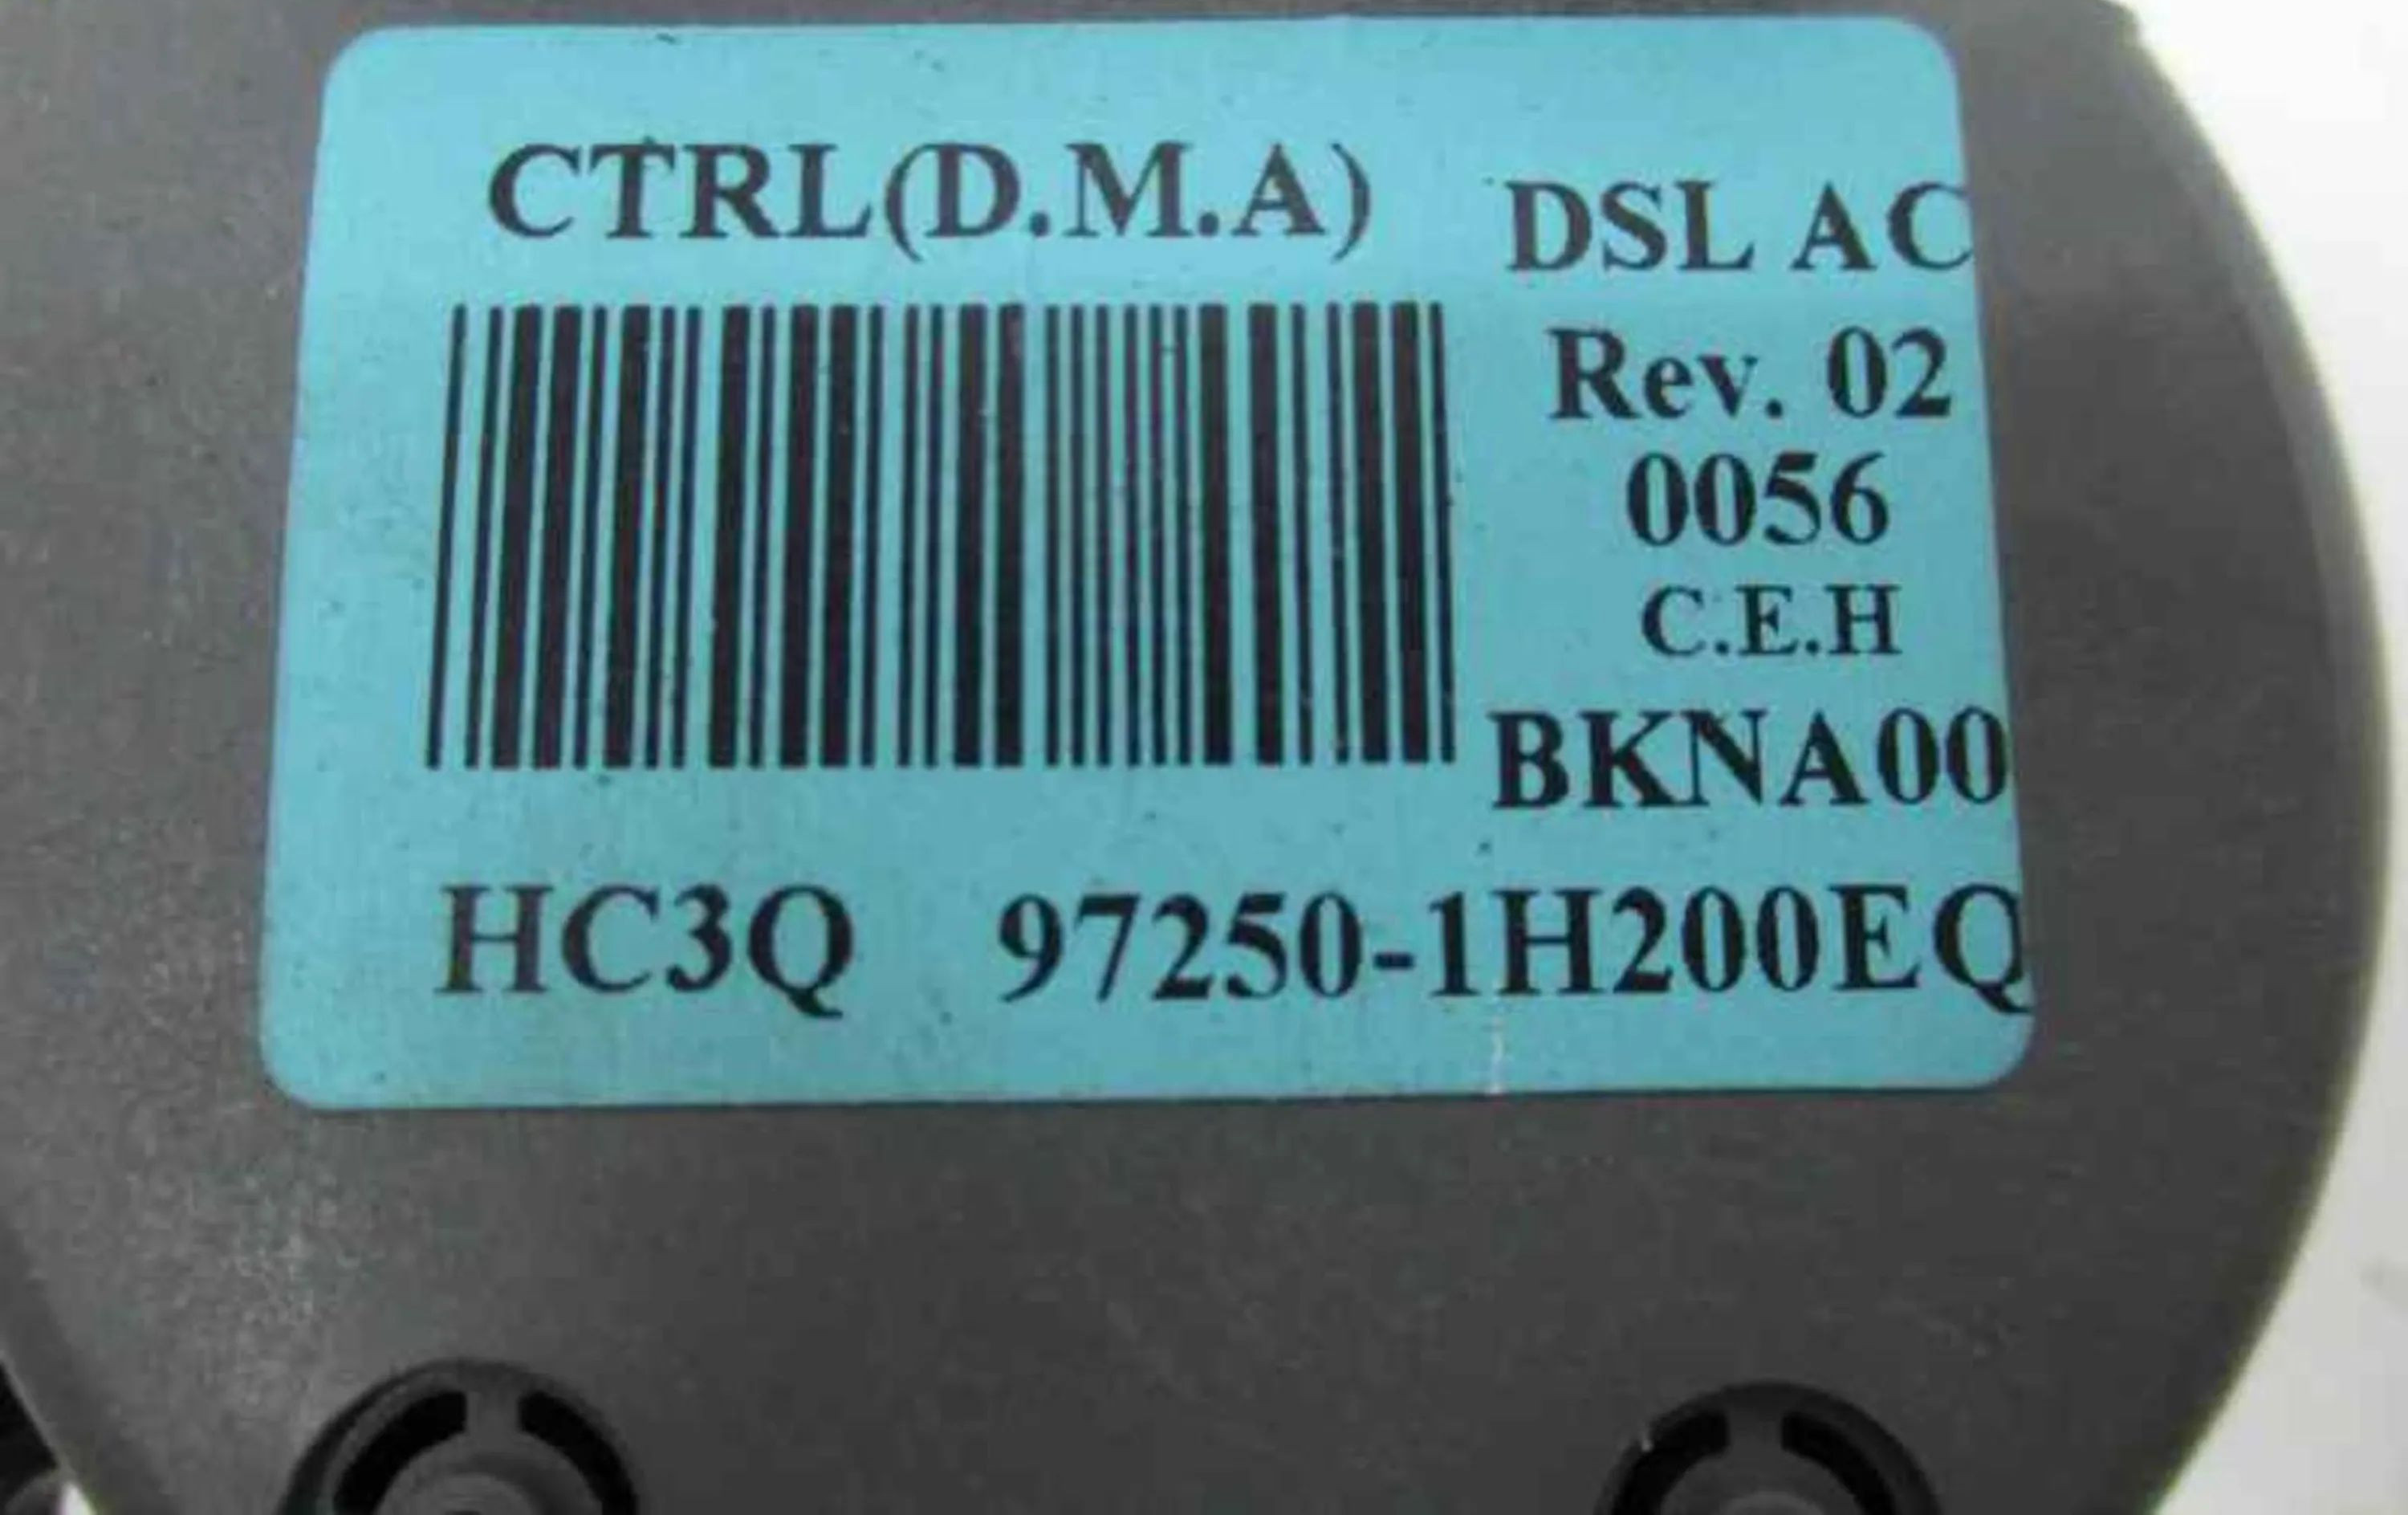 CTRL(D.M.A)
DSL AC
Rev. 02
0056
C.E.H
BKNA00
HC3Q 97250-1H200EQ